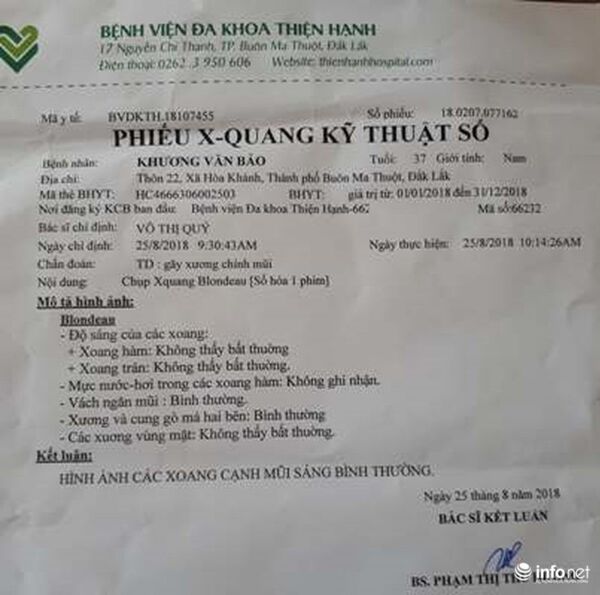 BỆNH VIỆN ĐA KHOA THIỆN HẠNH
17 Nguyễn Chí Thanh, TP. Buôn Ma Thuột, Đắk Lắk
Điện thoại: 0262 .3 950 606 Website: thienhanhhospital.com
Mã y tế: BVDKTH.18107455 Số phiếu: 18.0207.077162
PHIẾU X-QUANG KỸ THUẬT SỐ
Bệnh nhân: KHƯƠNG VĂN BẢO Tuổi: 37 Giới tính: Nam
Địa chỉ: Thôn 22, Xã Hòa Khánh, Thành phố Buôn Ma Thuột, Đắk Lắk
Mã thẻ BHYT: HC4666306002503 BHYT: giá trị từ: 01/01/2018 đến 31/12/2018
Nơi đăng ký KCB ban đầu: Bệnh viện Đa khoa Thiện Hạnh-662 Mã số:66232
Bác sĩ chỉ định: VÕ THỊ QUÝ
Ngày chỉ định: 25/8/2018 9:30:43AM Ngày thực hiện: 25/8/2018 10:14:26AM
Chẩn đoán: TD : gãy xương chính mũi
Nội dung: Chụp Xquang Blondeau [Số hóa 1 phim]
Mô tả hình ảnh:
Blondeau
- Độ sáng của các xoang:
+ Xoang hàm: Không thấy bất thường
+ Xoang trán: Không thấy bất thường.
- Mực nước-hơi trong các xoang hàm: Không ghi nhận.
- Vách ngăn mũi : Bình thường.
- Xương và cung gò má hai bên: Bình thường
- Các xương vùng mặt: Không thấy bất thường.
Kết luận:
HÌNH ẢNH CÁC XOANG CẠNH MŨI SÁNG BÌNH THƯỜNG.
Ngày 25 tháng 8 năm 2018
BÁC SĨ KẾT LUẬN
BS. PHẠM THỊ
infonet